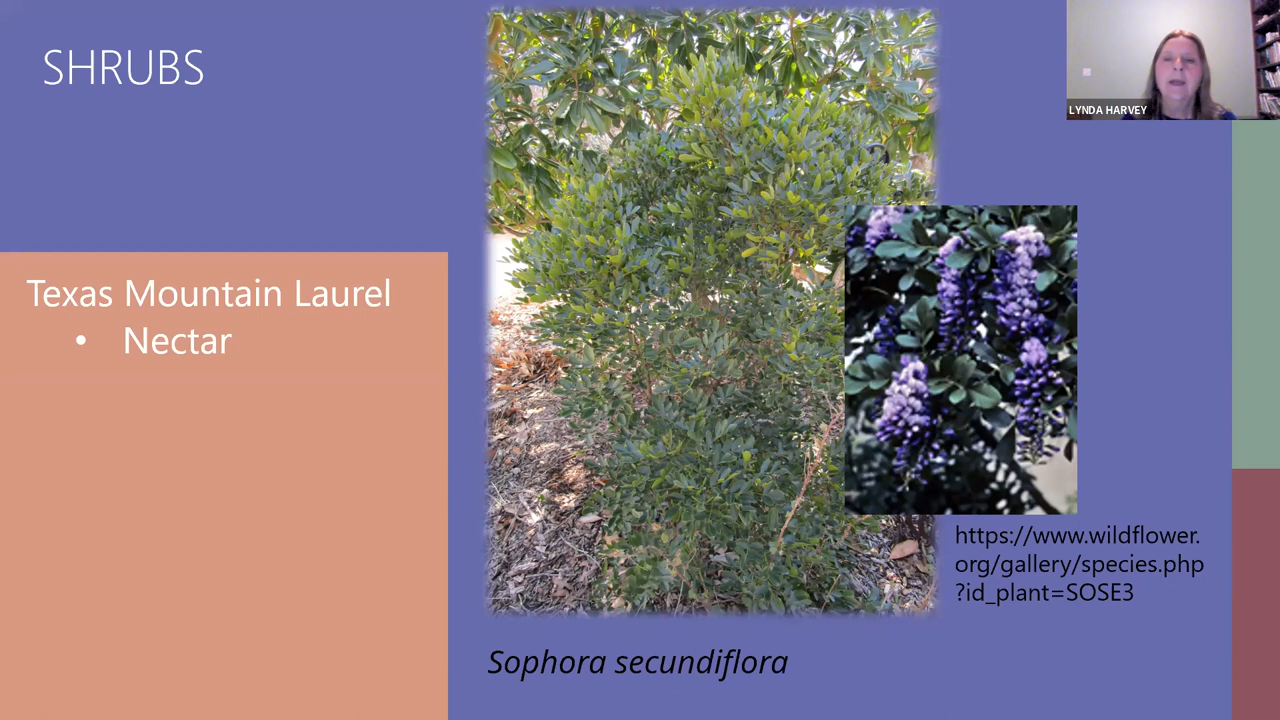 SHRUBS
LYNDA HARVEY
Texas Mountain Laurel
• Nectar
https://www.wildflower.
org/gallery/species.php
?id_plant=SOSE3
Sophora secundiflora